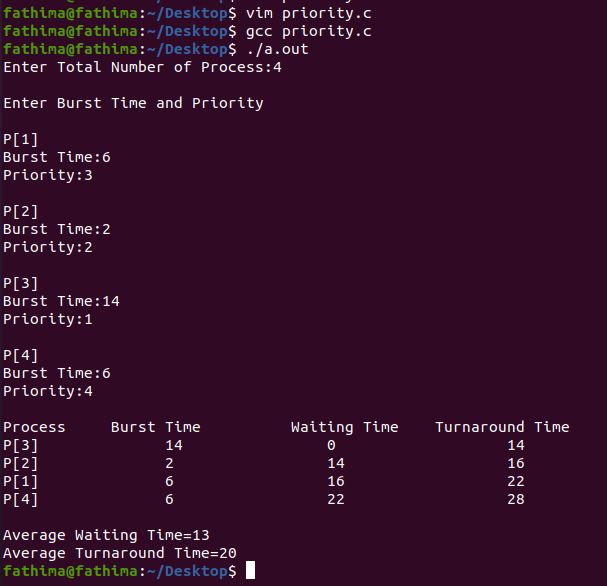 fathima@fathima:~/Desktop$ vim priority.c
fathima@fathima:~/Desktop$ gcc priority.c
fathima@fathima:~/Desktop$ ./a.out
Enter Total Number of Process:4
Enter Burst Time and Priority
P[1]
Burst Time:6
Priority:3
P[2]
Burst Time:2
Priority:2
P[3]
Burst Time:14
Priority:1
P[4]
Burst Time:6
Priority:4
Process Burst Time Waiting Time Turnaround Time
P[3] 14 0 14
P[2] 2 14 16
P[1] 6 16 22
P[4] 6 22 28
Average Waiting Time=13
Average Turnaround Time=20
fathima@fathima:~/Desktop$